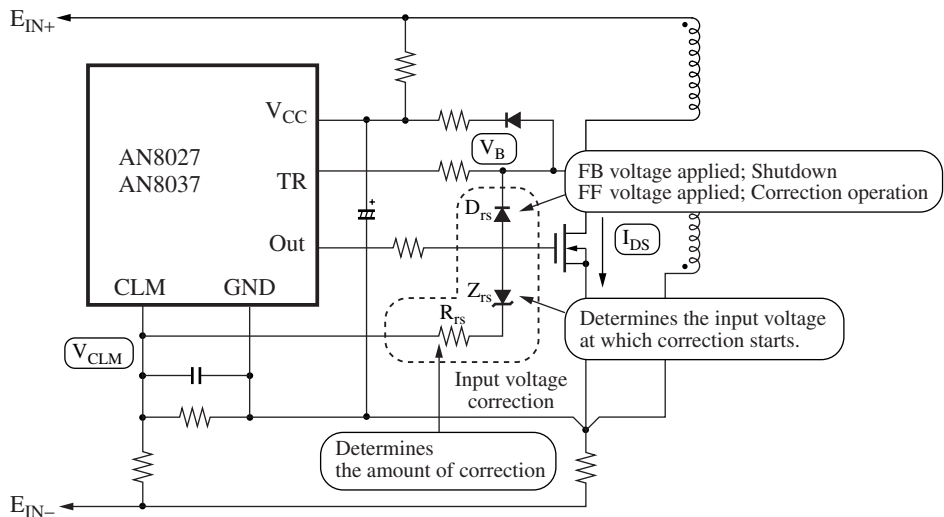 E_IN+
V_CC
AN8027
AN8037
V_B
TR
FB voltage applied; Shutdown
FF voltage applied; Correction operation
D_rs
I_DS
Out
CLM
GND
Z_rs
R_rs
Determines the input voltage
at which correction starts.
V_CLM
Input voltage
correction
Determines
the amount of correction
E_IN−